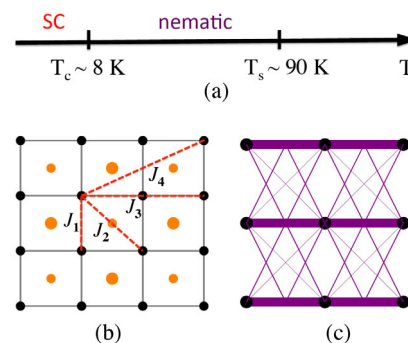 SC nematic
T_c ~ 8 K T_s ~ 90 K T
(a)
J_4
J_3
J_1 J_2
(b) (c)